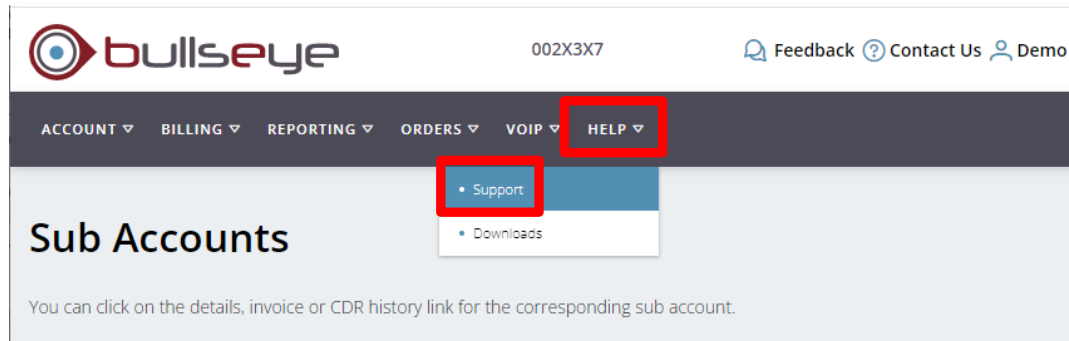 bullseye 002X3X7 Feedback Contact Us Demo
ACCOUNT BILLING REPORTING ORDERS VOIP HELP
• Support
• Downloads
Sub Accounts
You can click on the details, invoice or CDR history link for the corresponding sub account.